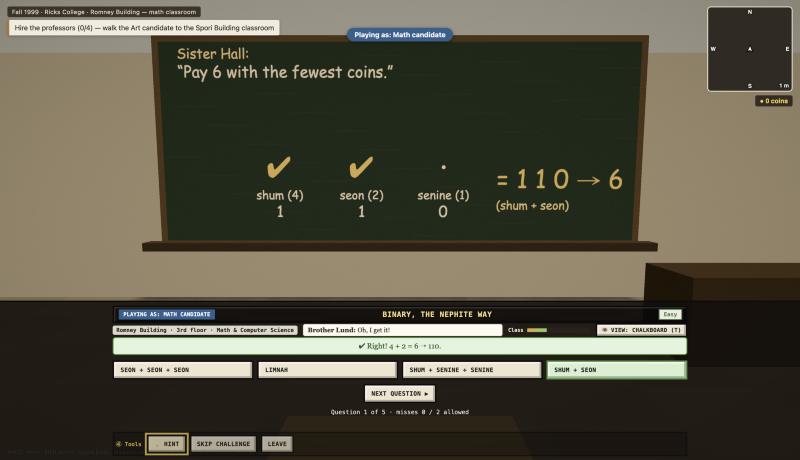 Fall 1999 · Ricks College · Romney Building — math classroom
Hire the professors (0/4) — walk the Art candidate to the Spori Building classroom
Playing as: Math candidate
N
W A E
S 1 m
● 0 coins
Sister Hall:
“Pay 6 with the fewest coins.”
✔ ✔ ·
shum (4) seon (2) senine (1)
1 1 0
= 1 1 0 → 6
(shum + seon)
PLAYING AS: MATH CANDIDATE
BINARY, THE NEPHITE WAY
Easy
Romney Building · 3rd floor · Math & Computer Science
Brother Lund: Oh, I get it!
Class
VIEW: CHALKBOARD (T)
✔ Right! 4 + 2 = 6 → 110.
SEON + SEON + SEON
LIMNAH
SHUM + SENINE + SENINE
SHUM + SEON
NEXT QUESTION ▶
Question 1 of 5 · misses 0 / 2 allowed
Tools
HINT
SKIP CHALLENGE
LEAVE